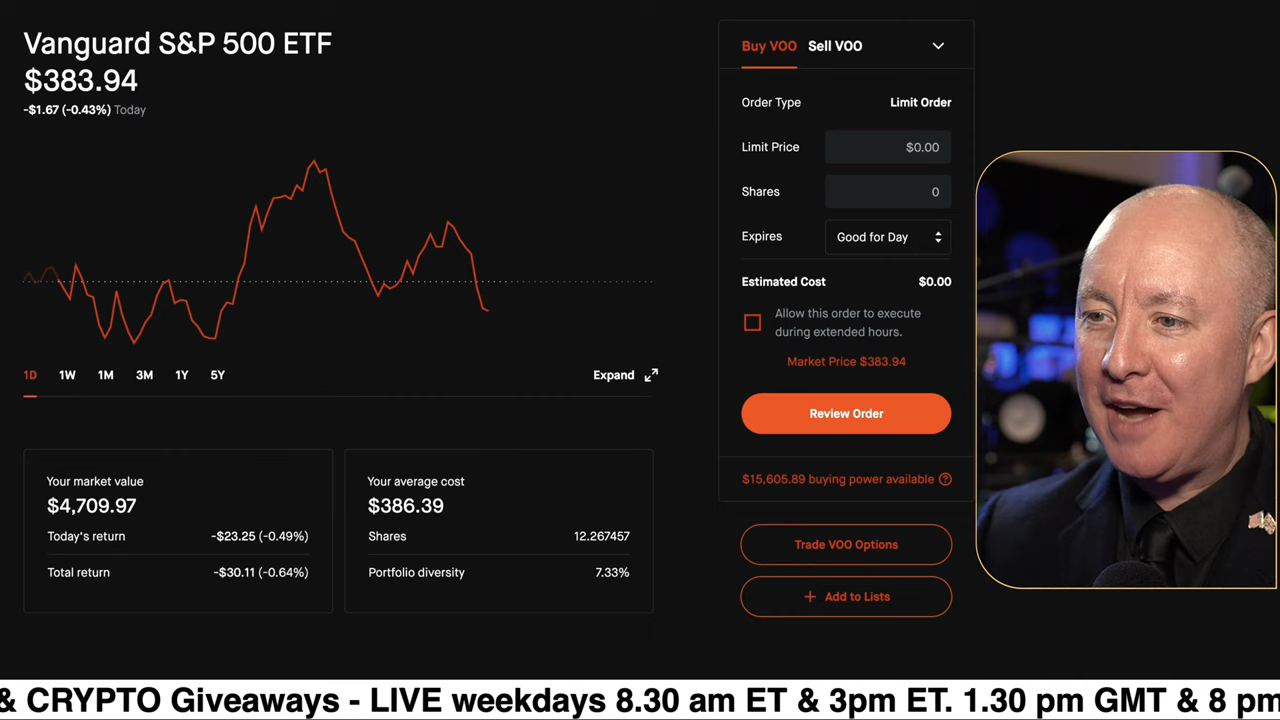 Vanguard S&P 500 ETF
$383.94
-$1.67 (-0.43%) Today
1D 1W 1M 3M 1Y 5Y Expand
Your market value
$4,709.97
Today's return -$23.25 (-0.49%)
Total return -$30.11 (-0.64%)
Your average cost
$386.39
Shares 12.267457
Portfolio diversity 7.33%
Buy VOO Sell VOO
Order Type Limit Order
Limit Price $0.00
Shares 0
Expires Good for Day
Estimated Cost $0.00
Allow this order to execute
during extended hours.
Market Price $383.94
Review Order
$15,605.89 buying power available
Trade VOO Options
+ Add to Lists
& CRYPTO Giveaways - LIVE weekdays 8.30 am ET & 3pm ET. 1.30 pm GMT & 8 pm